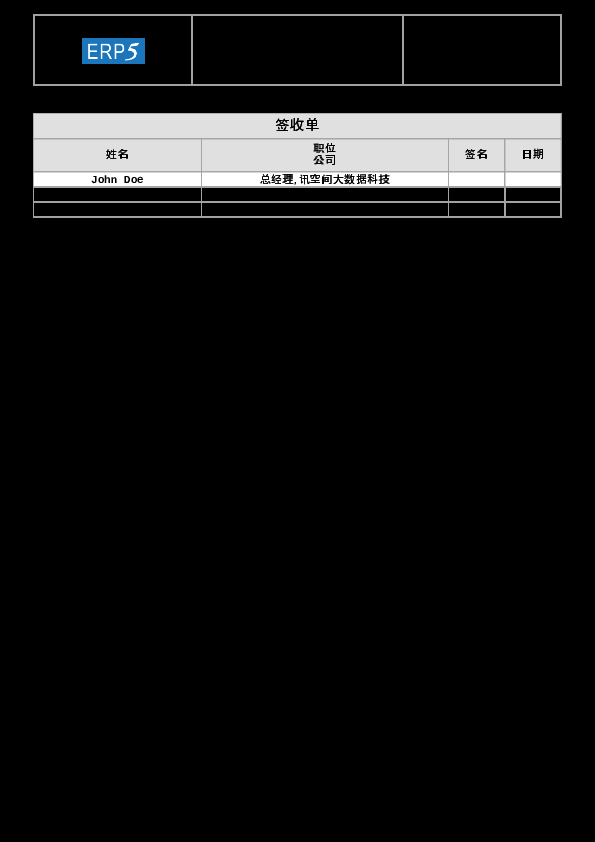 ERP5
签收单
姓名
职位
公司
签名
日期
John Doe
总经理, 讯空间大数据科技